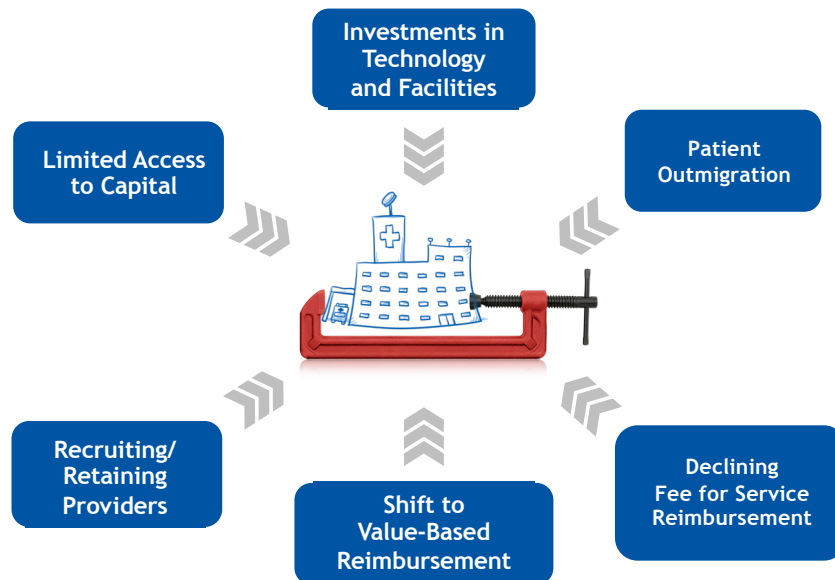 Investments in
Technology
and Facilities
Limited Access
to Capital
Patient
Outmigration
Recruiting/
Retaining
Providers
Shift to
Value-Based
Reimbursement
Declining
Fee for Service
Reimbursement